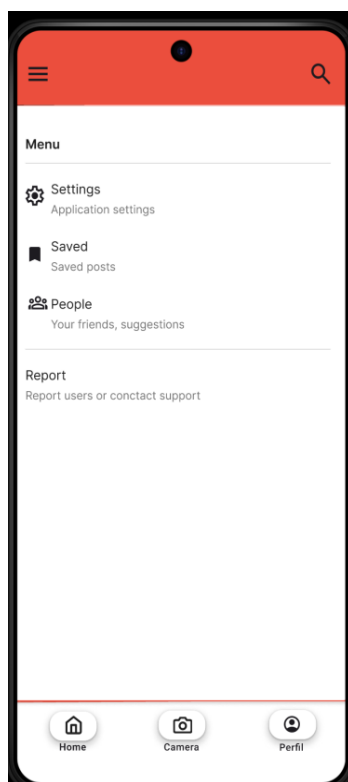 Menu
Settings
Application settings
Saved
Saved posts
People
Your friends, suggestions
Report
Report users or conctact support
Home
Camera
Perfil